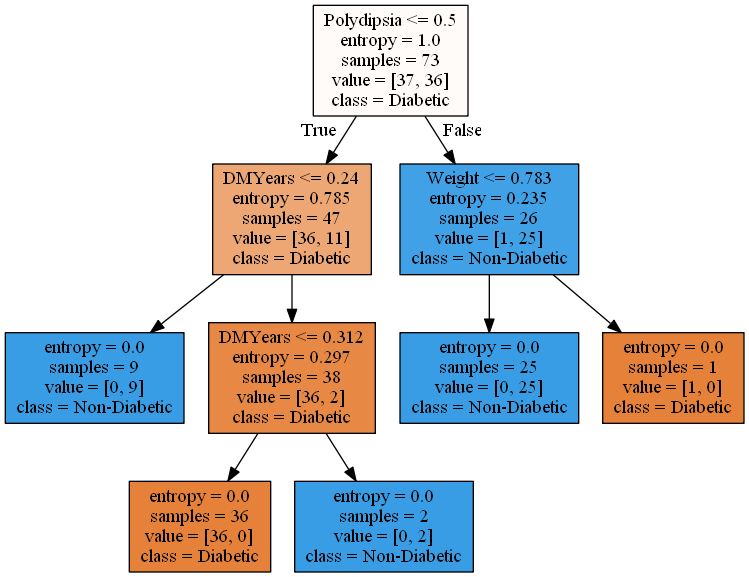 Polydipsia <= 0.5
entropy = 1.0
samples = 73
value = [37, 36]
class = Diabetic
True
False
DMYears <= 0.24
entropy = 0.785
samples = 47
value = [36, 11]
class = Diabetic
Weight <= 0.783
entropy = 0.235
samples = 26
value = [1, 25]
class = Non-Diabetic
entropy = 0.0
samples = 9
value = [0, 9]
class = Non-Diabetic
DMYears <= 0.312
entropy = 0.297
samples = 38
value = [36, 2]
class = Diabetic
entropy = 0.0
samples = 25
value = [0, 25]
class = Non-Diabetic
entropy = 0.0
samples = 1
value = [1, 0]
class = Diabetic
entropy = 0.0
samples = 36
value = [36, 0]
class = Diabetic
entropy = 0.0
samples = 2
value = [0, 2]
class = Non-Diabetic